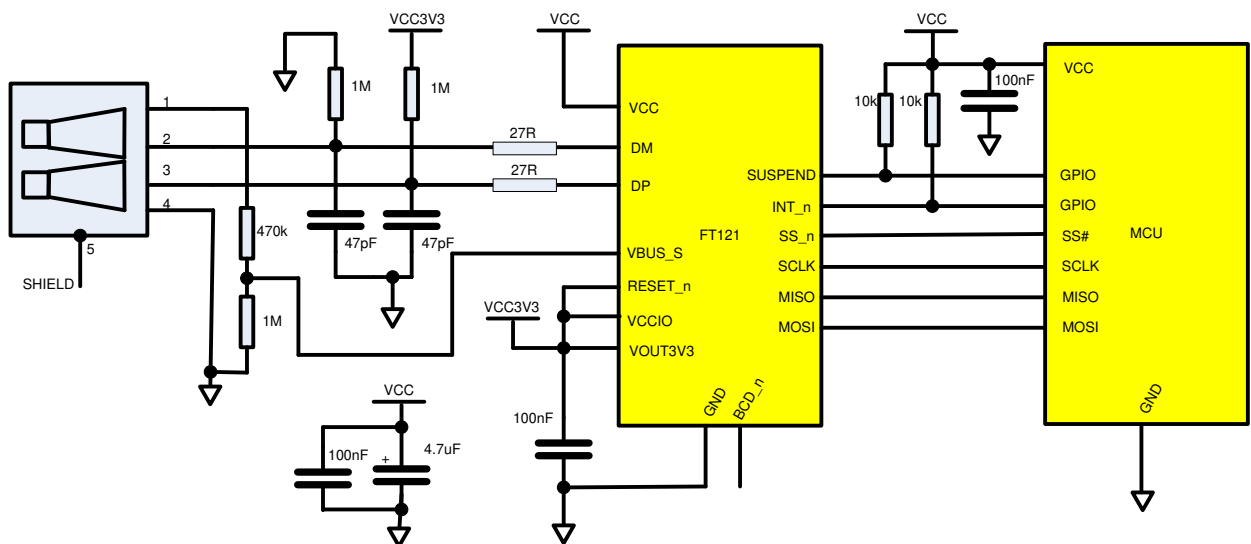 VCC3V3
VCC
VCC
1M
1M
100nF
VCC
10k
10k
1
2
3
4
5
SHIELD
27R
27R
VCC
DM
DP
VBUS_S
RESET_n
VCCIO
VOUT3V3
FT121
SUSPEND
INT_n
SS_n
SCLK
MISO
MOSI
GND
BCD_n
GPIO
GPIO
SS#
SCLK
MISO
MOSI
MCU
GND
470k
1M
47pF
47pF
VCC3V3
100nF
VCC
100nF
+
4.7uF